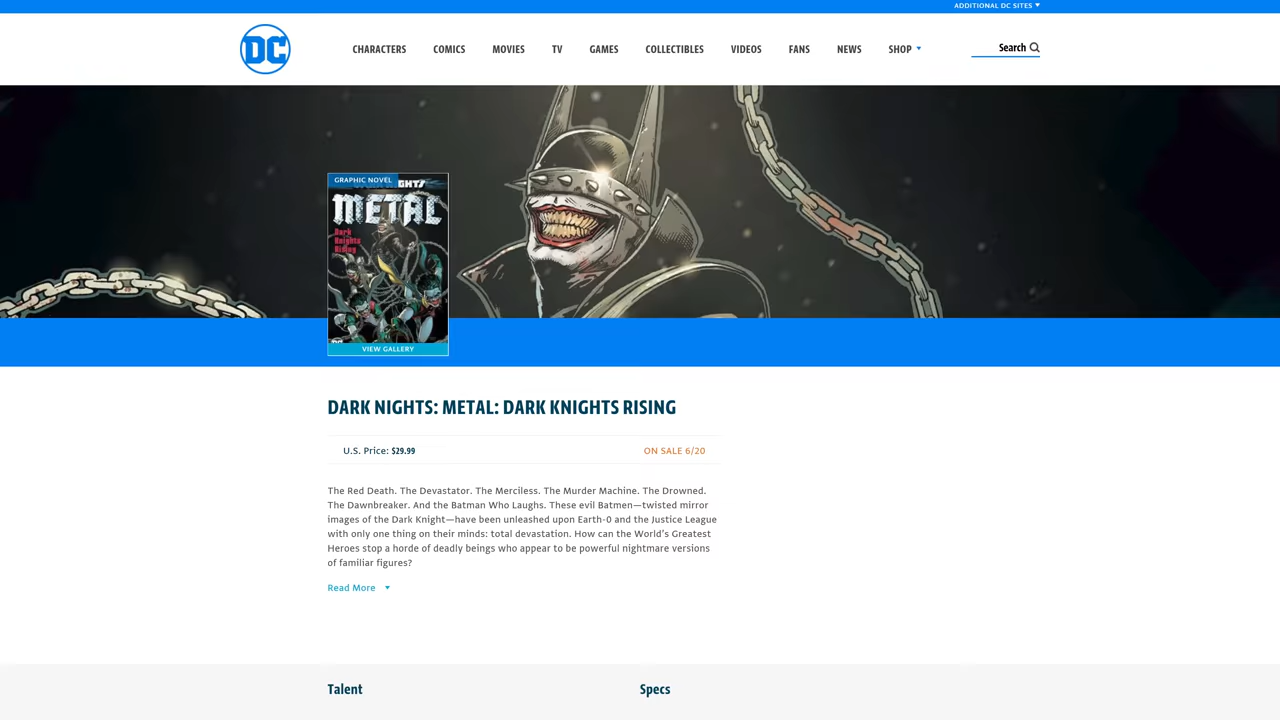 ADDITIONAL DC SITES
DC
CHARACTERS COMICS MOVIES TV GAMES COLLECTIBLES VIDEOS FANS NEWS SHOP
Search
GRAPHIC NOVEL
METAL
Dark
Knights
Rising
VIEW GALLERY
DARK NIGHTS: METAL: DARK KNIGHTS RISING
U.S. Price: $29.99
ON SALE 6/20
The Red Death. The Devastator. The Merciless. The Murder Machine. The Drowned.
The Dawnbreaker. And the Batman Who Laughs. These evil Batmen—twisted mirror
images of the Dark Knight—have been unleashed upon Earth-0 and the Justice League
with only one thing on their minds: total devastation. How can the World’s Greatest
Heroes stop a horde of deadly beings who appear to be powerful nightmare versions
of familiar figures?
Read More
Talent
Specs